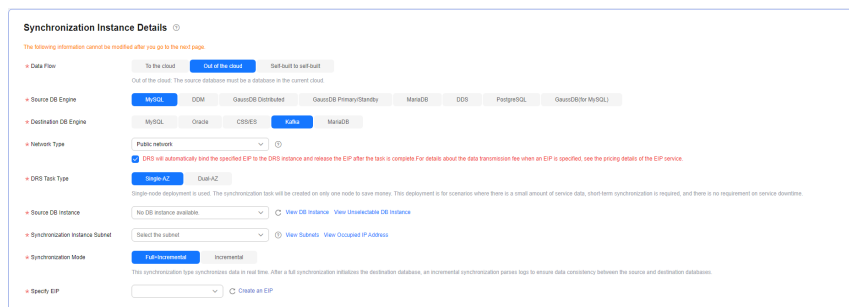 Synchronization Instance Details
The following information cannot be modified after you go to the next page.
* Data Flow To the cloud Out of the cloud Self-built to self-built
Out of the cloud: The source database must be a database in the current cloud.
* Source DB Engine MySQL DDM GaussDB Distributed GaussDB Primary/Standby MariaDB DDS PostgreSQL GaussDB(for MySQL)
* Destination DB Engine MySQL Oracle CSS/ES Kafka MariaDB
* Network Type Public network
DRS will automatically bind the specified EIP to the DRS instance and release the EIP after the task is complete.For details about the data transmission fee when an EIP is specified, see the pricing details of the EIP service.
* DRS Task Type Single-AZ Dual-AZ
Single-node deployment is used. The synchronization task will be created on only one node to save money. This deployment is for scenarios where there is a small amount of service data, short-term synchronization is required, and there is no requirement on service downtime.
* Source DB Instance No DB instance available. View DB Instance View Unselectable DB Instance
* Synchronization Instance Subnet Select the subnet View Subnets View Occupied IP Address
* Synchronization Mode Full+Incremental Incremental
This synchronization type synchronizes data in real time. After a full synchronization initializes the destination database, an incremental synchronization parses logs to ensure data consistency between the source and destination databases.
* Specify EIP Create an EIP